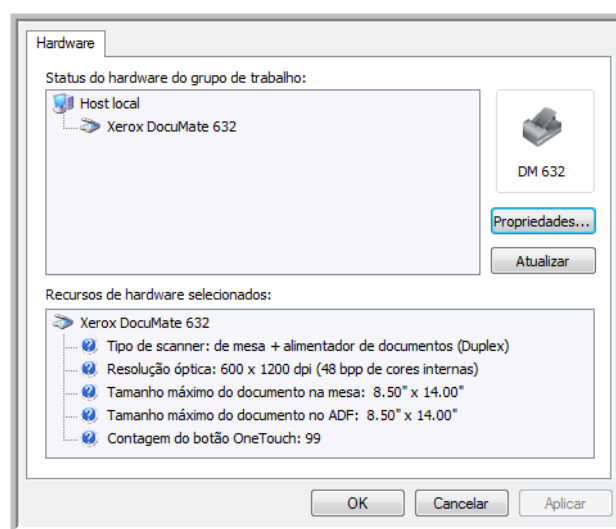 Hardware
Status do hardware do grupo de trabalho:
Host local
Xerox DocuMate 632
DM 632
Propriedades...
Atualizar
Recursos de hardware selecionados:
Xerox DocuMate 632
Tipo de scanner: de mesa + alimentador de documentos (Duplex)
Resolução óptica: 600 x 1200 dpi (48 bpp de cores internas)
Tamanho máximo do documento na mesa: 8.50" x 14.00"
Tamanho máximo do documento no ADF: 8.50" x 14.00"
Contagem do botão OneTouch: 99
OK
Cancelar
Aplicar